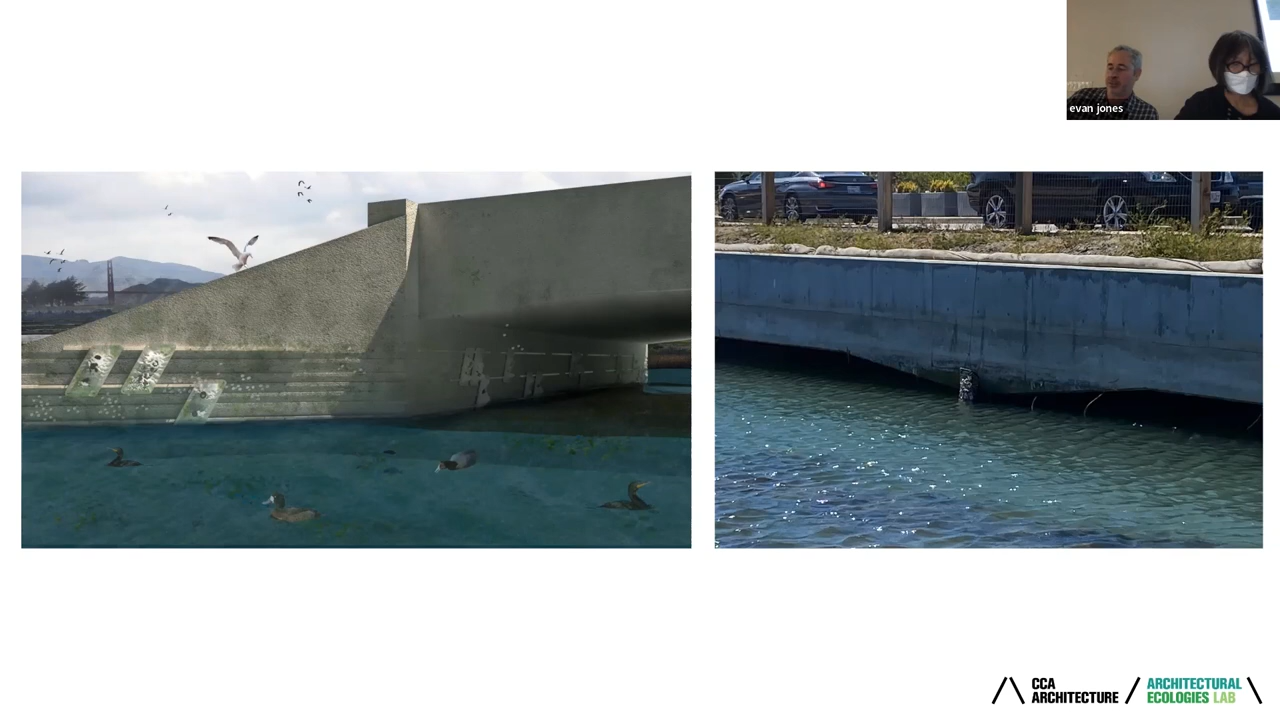 evan jones
CCA
ARCHITECTURE
ARCHITECTURAL
ECOLOGIES LAB